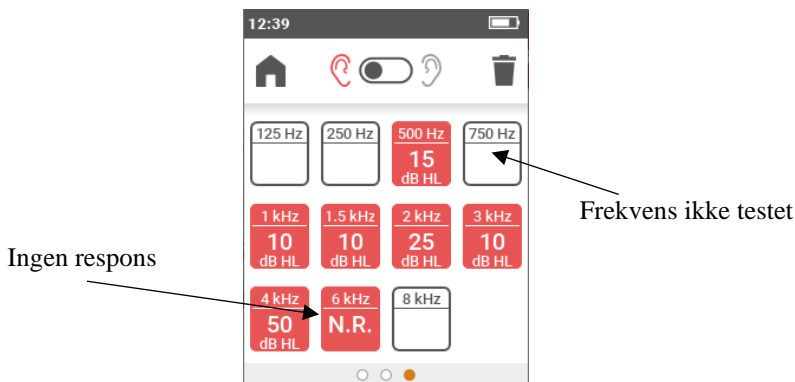 12:39
125 Hz 250 Hz 500 Hz 750 Hz
15
dB HL
Frekvens ikke testet
1 kHz 1.5 kHz 2 kHz 3 kHz
10 10 25 10
dB HL dB HL dB HL dB HL
Ingen respons
4 kHz 6 kHz 8 kHz
50 N.R.
dB HL